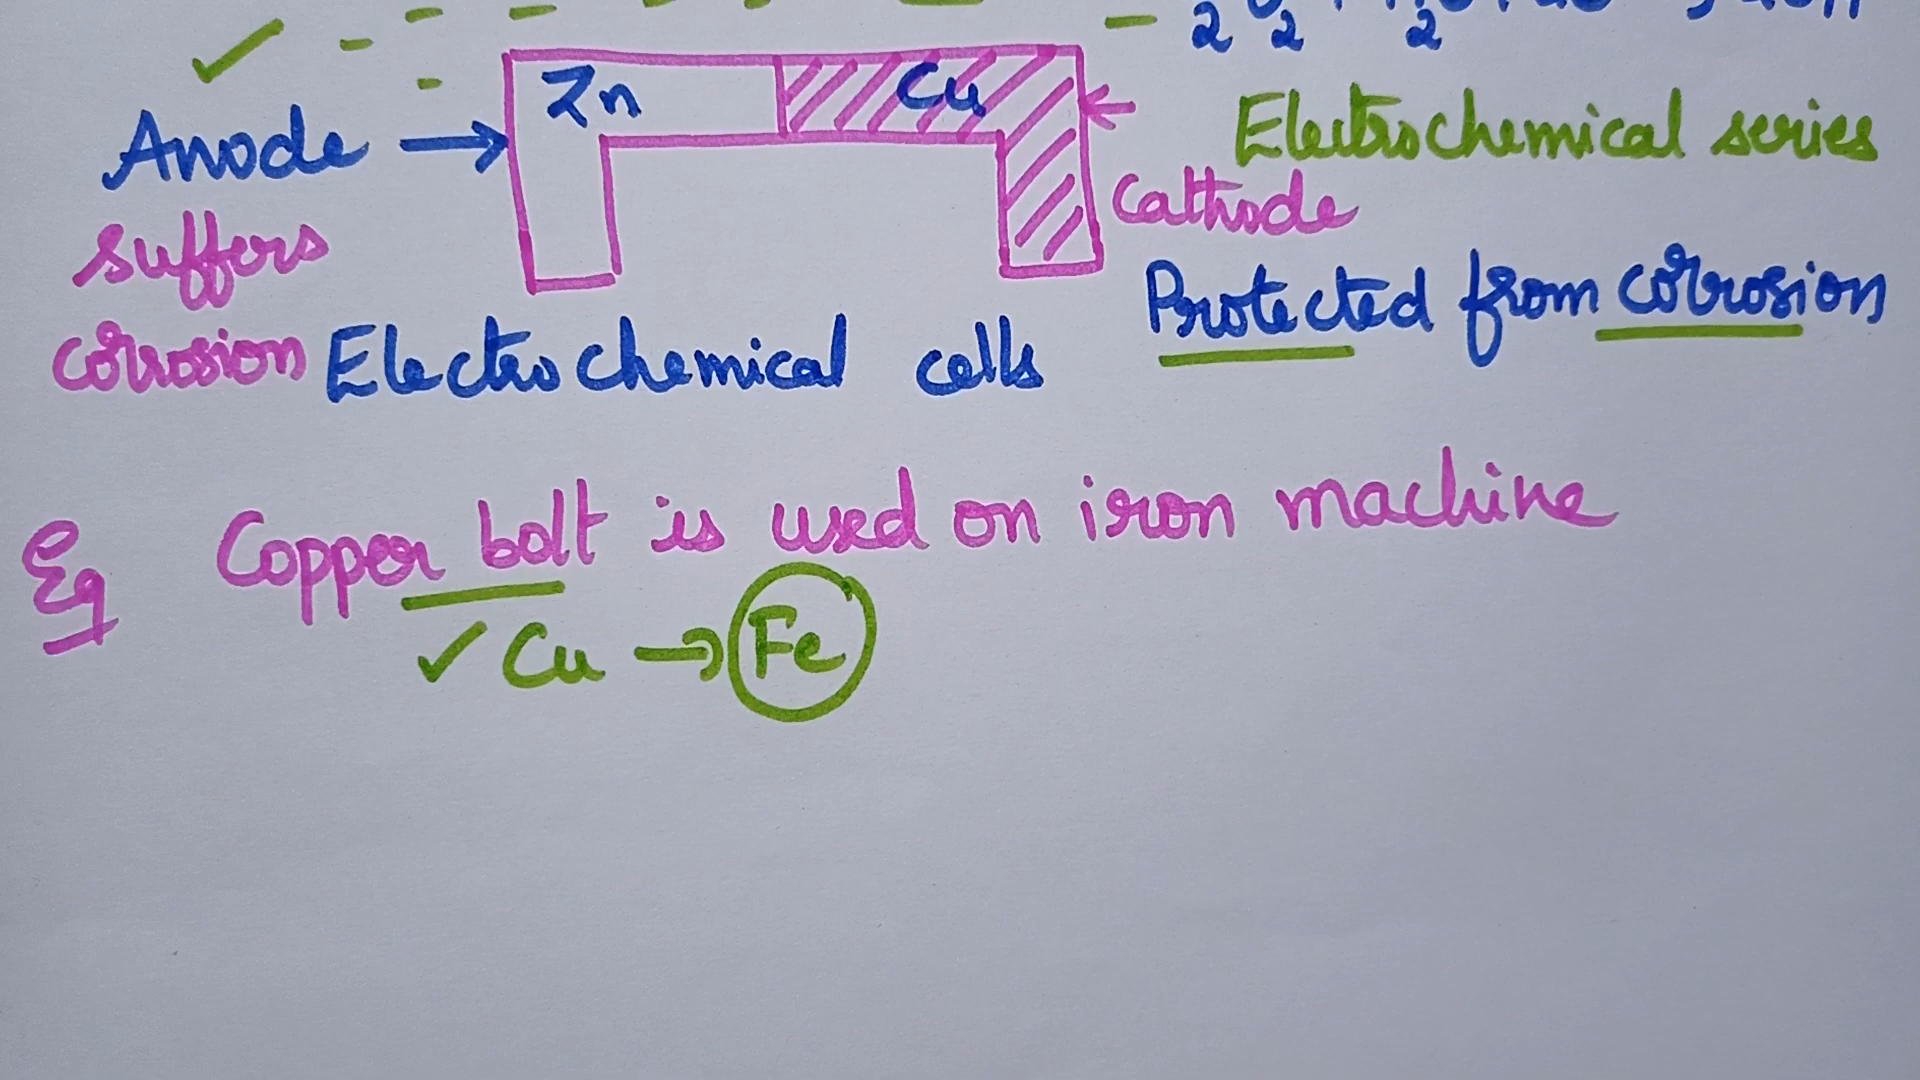 Zn
Cu
Anode →
Electrochemical series
suffers
Cathode
corrosion
Protected from corrosion
Electrochemical cells
Eg Copper bolt is used on iron machine
✓ Cu → Fe